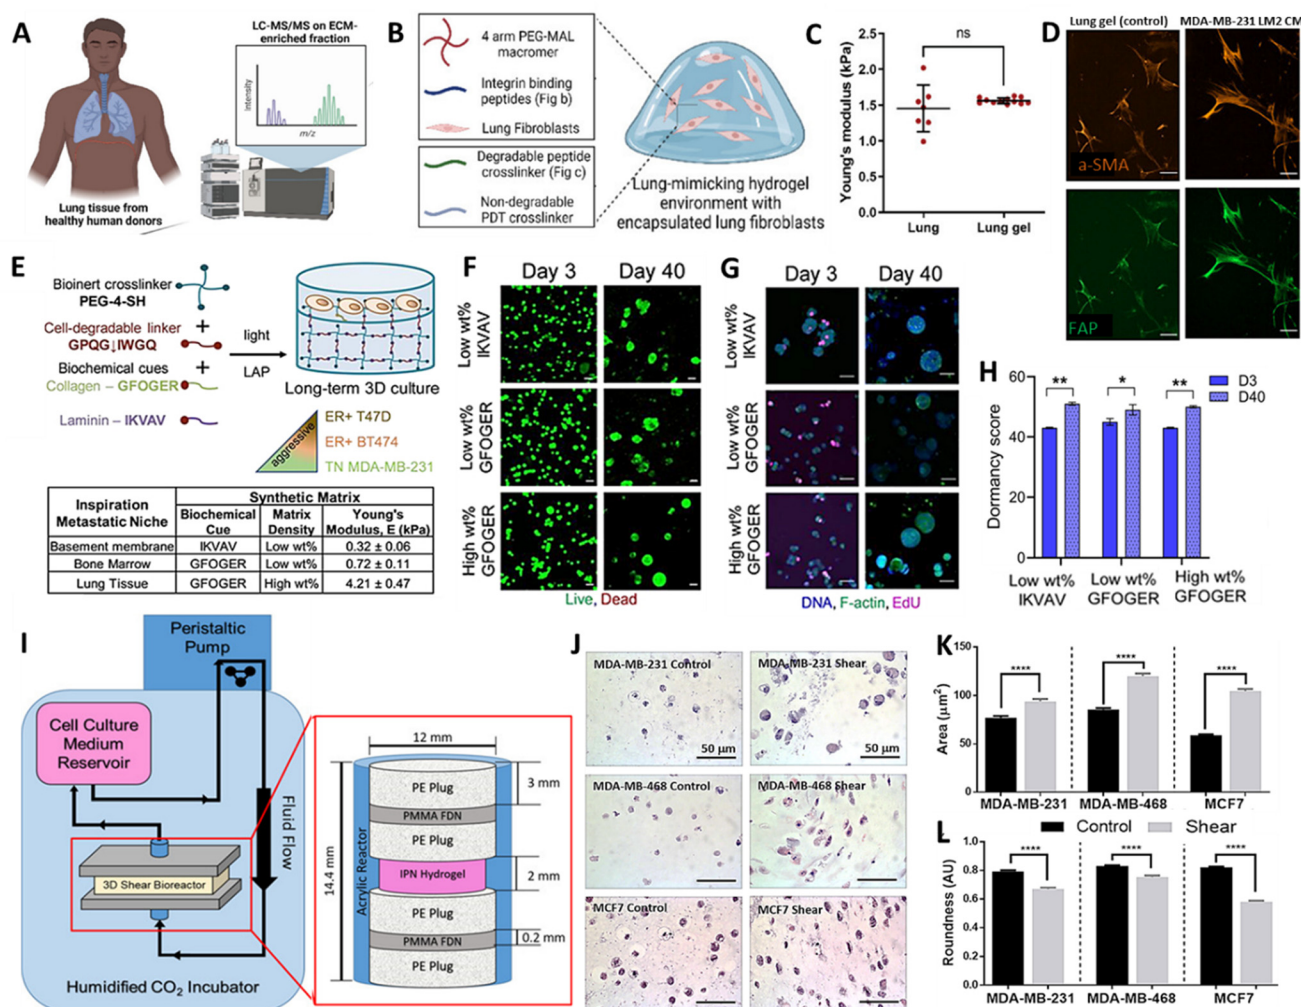 A
LC-MS/MS on ECM-
enriched fraction
Intensity
m/z
Lung tissue from
healthy human donors
B
4 arm PEG-MAL
macromer
Integrin binding
peptides (Fig b)
Lung Fibroblasts
Degradable peptide
crosslinker (Fig c)
Non-degradable
PDT crosslinker
Lung-mimicking hydrogel
environment with
encapsulated lung fibroblasts
C
Young's modulus (kPa)
2.5
2.0
1.5
1.0
0.5
0.0
ns
Lung
Lung gel
D
Lung gel (control)
MDA-MB-231 LM2 CM
a-SMA
FAP
E
Bioinert crosslinker
PEG-4-SH
+
Cell-degradable linker
GPQG↓IWGQ
+
Biochemical cues
Collagen – GFOGER
Laminin – IKVAV
light
LAP
Long-term 3D culture
aggressive
ER+ T47D
ER+ BT474
TN MDA-MB-231
Inspiration Metastatic Niche
Synthetic Matrix
Biochemical Cue
Matrix Density
Young's Modulus, E (kPa)
Basement membrane IKVAV Low wt% 0.32 ± 0.06
Bone Marrow GFOGER Low wt% 0.72 ± 0.11
Lung Tissue GFOGER High wt% 4.21 ± 0.47
F
Day 3 Day 40
Low wt%
IKVAV
Low wt%
GFOGER
High wt%
GFOGER
Live, Dead
G
Day 3 Day 40
Low wt%
IKVAV
Low wt%
GFOGER
High wt%
GFOGER
DNA, F-actin, EdU
H
Dormancy score
60
40
20
0
** * **
D3
D40
Low wt%
IKVAV
Low wt%
GFOGER
High wt%
GFOGER
I
Peristaltic
Pump
Cell Culture
Medium
Reservoir
Fluid Flow
3D Shear Bioreactor
Humidified CO2 Incubator
12 mm
14.4 mm
Acrylic Reactor
PE Plug
PMMA FDN
PE Plug
IPN Hydrogel
PE Plug
PMMA FDN
PE Plug
3 mm
2 mm
0.2 mm
J
MDA-MB-231 Control
50 µm
MDA-MB-231 Shear
50 µm
MDA-MB-468 Control
MDA-MB-468 Shear
MCF7 Control
MCF7 Shear
K
Area (µm2)
150
100
50
0
**** **** ****
MDA-MB-231 MDA-MB-468 MCF7
Control Shear
L
Roundness (AU)
1.0
0.8
0.6
0.4
0.2
0.0
**** **** ****
MDA-MB-231 MDA-MB-468 MCF7